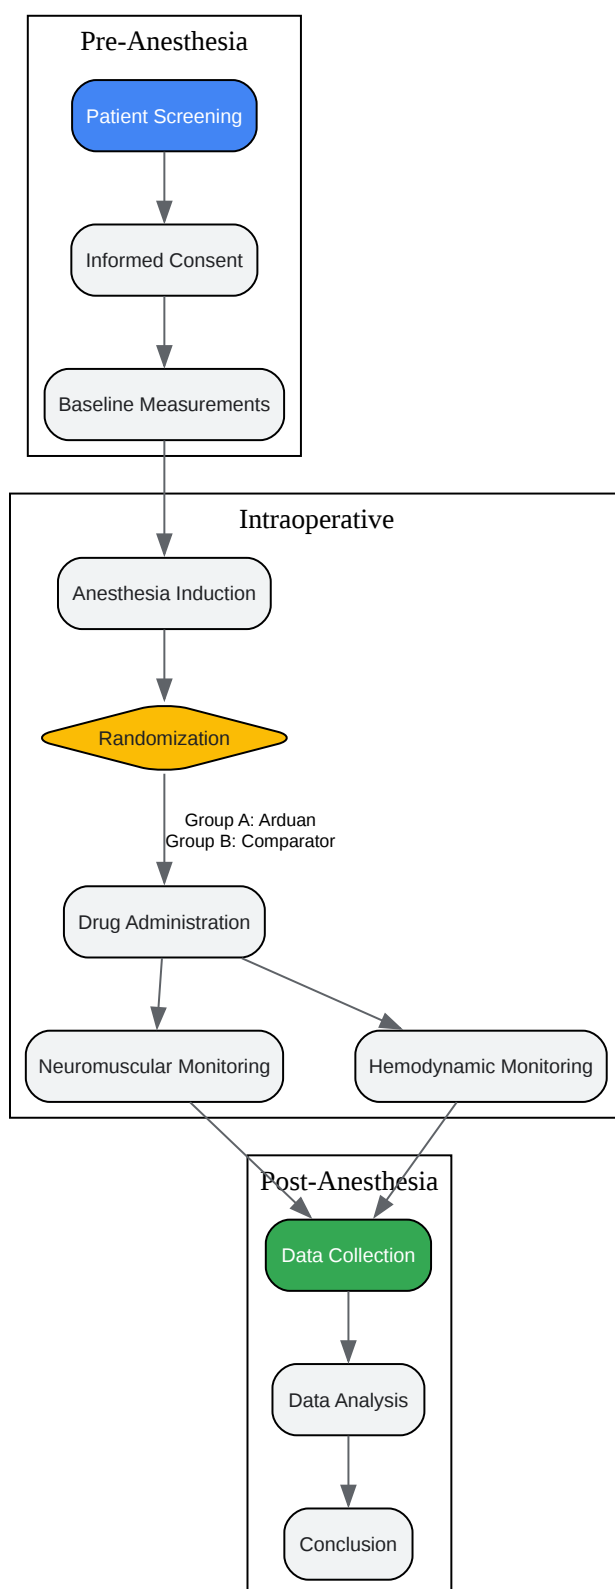 Pre-Anesthesia
Patient Screening
Informed Consent
Baseline Measurements
Intraoperative
Anesthesia Induction
Randomization
Group A: Arduan
Group B: Comparator
Drug Administration
Neuromuscular Monitoring
Hemodynamic Monitoring
Post-Anesthesia
Data Collection
Data Analysis
Conclusion